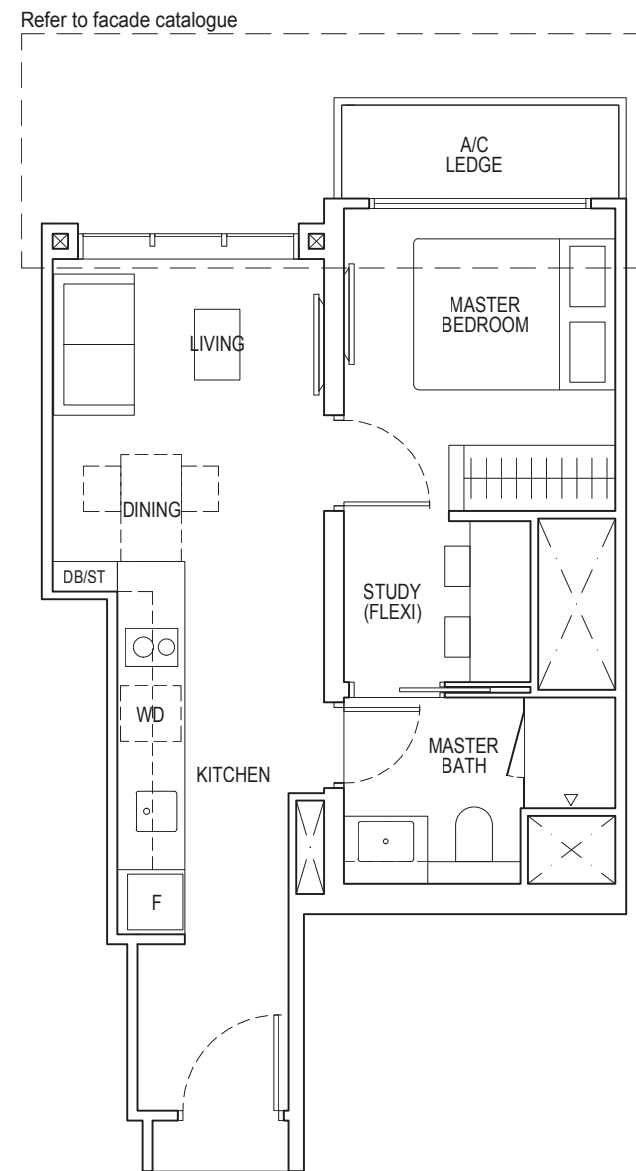 Refer to facade catalogue
A/C
LEDGE
MASTER
BEDROOM
LIVING
DINING
DB/ST
STUDY
(FLEXI)
WD
MASTER
BATH
KITCHEN
F